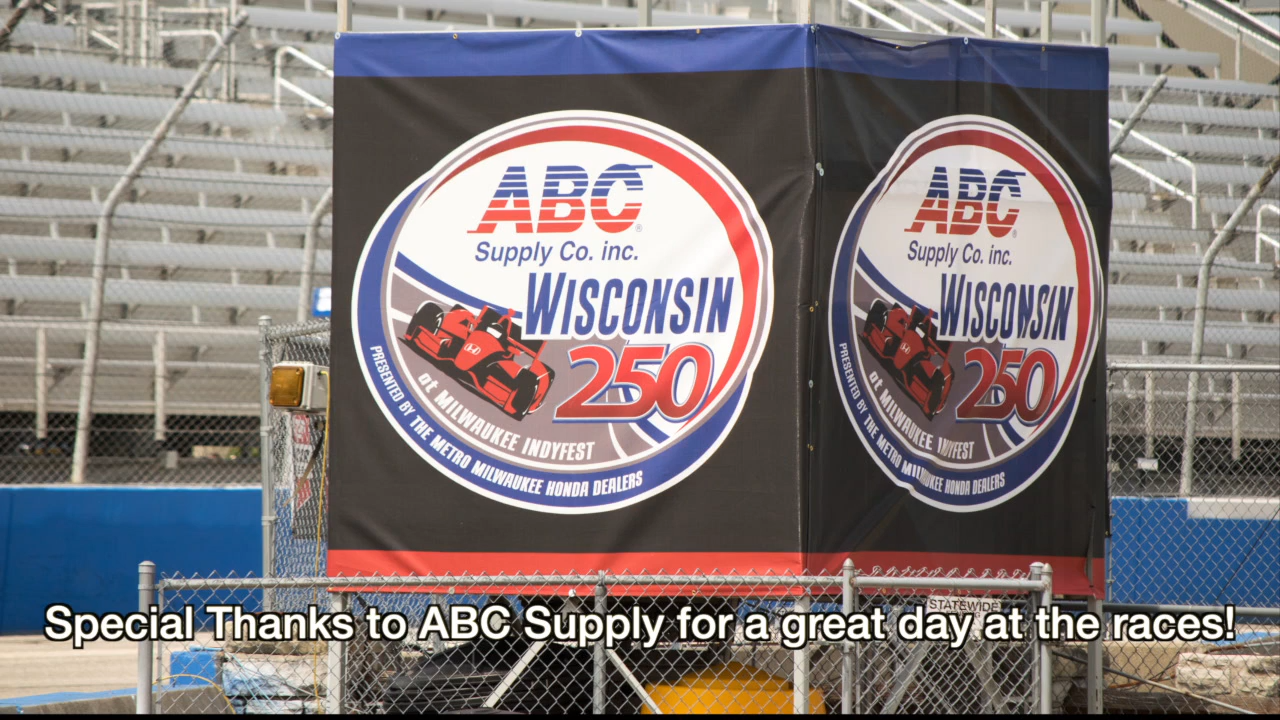 ABC
Supply Co. inc.
WISCONSIN
250
at MILWAUKEE INDYFEST
PRESENTED BY THE METRO MILWAUKEE HONDA DEALERS
ABC
Supply Co. inc.
WISCONSIN
250
at MILWAUKEE INDYFEST
PRESENTED BY THE METRO MILWAUKEE HONDA DEALERS
STATEWIDE
Special Thanks to ABC Supply for a great day at the races!